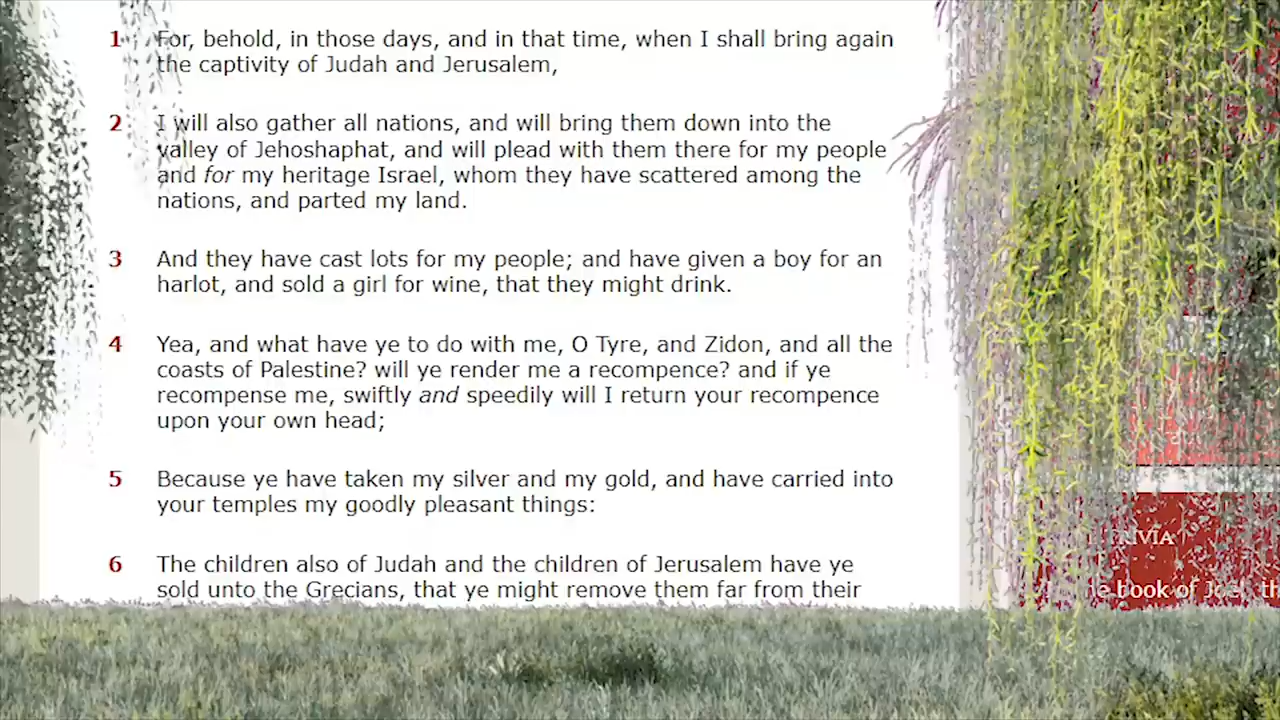 1 For, behold, in those days, and in that time, when I shall bring again
the captivity of Judah and Jerusalem,
2 I will also gather all nations, and will bring them down into the
valley of Jehoshaphat, and will plead with them there for my people
and for my heritage Israel, whom they have scattered among the
nations, and parted my land.
3 And they have cast lots for my people; and have given a boy for an
harlot, and sold a girl for wine, that they might drink.
4 Yea, and what have ye to do with me, O Tyre, and Zidon, and all the
coasts of Palestine? will ye render me a recompence? and if ye
recompense me, swiftly and speedily will I return your recompence
upon your own head;
5 Because ye have taken my silver and my gold, and have carried into
your temples my goodly pleasant things:
6 The children also of Judah and the children of Jerusalem have ye
sold unto the Grecians, that ye might remove them far from their
book of